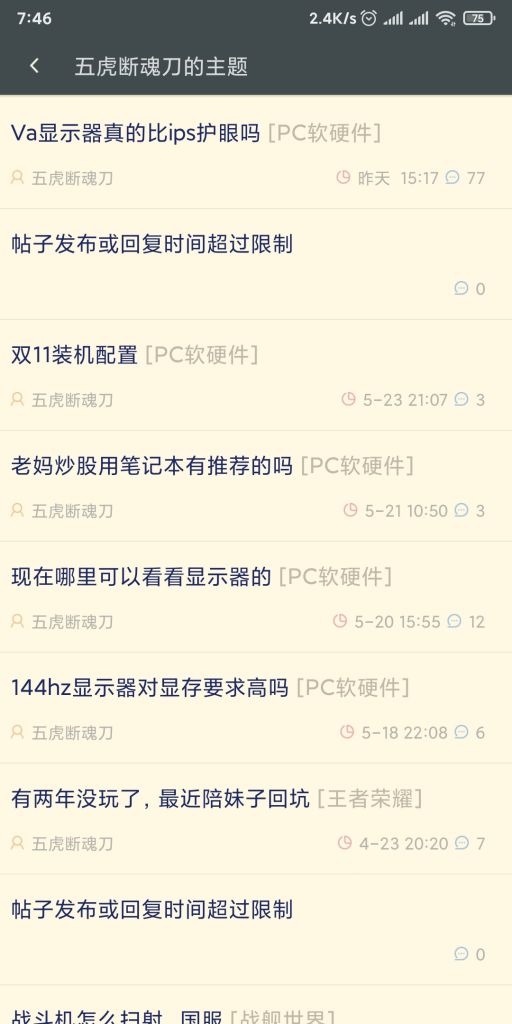 7:46 2.4K/s 75
五虎断魂刀的主题
Va显示器真的比ips护眼吗 [PC软硬件]
五虎断魂刀 昨天 15:17 77
帖子发布或回复时间超过限制
0
双11装机配置 [PC软硬件]
五虎断魂刀 5-23 21:07 3
老妈炒股用笔记本有推荐的吗 [PC软硬件]
五虎断魂刀 5-21 10:50 3
现在哪里可以看看显示器的 [PC软硬件]
五虎断魂刀 5-20 15:55 12
144hz显示器对显存要求高吗 [PC软硬件]
五虎断魂刀 5-18 22:08 6
有两年没玩了, 最近陪妹子回坑 [王者荣耀]
五虎断魂刀 4-23 20:20 7
帖子发布或回复时间超过限制
0
战斗机怎么扫射 国服 [战舰世界]